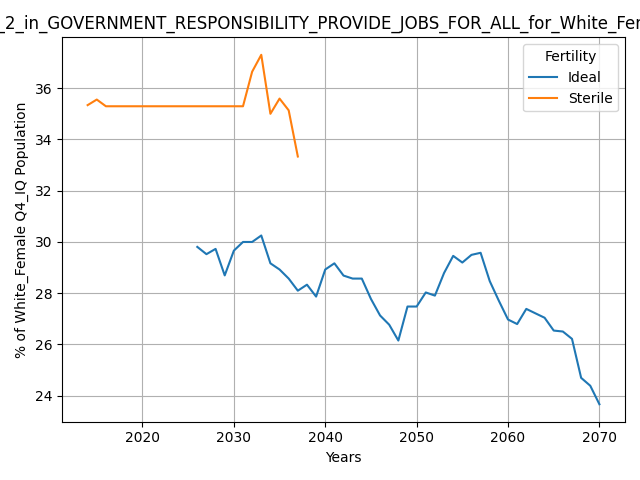 _2_in_GOVERNMENT_RESPONSIBILITY_PROVIDE_JOBS_FOR_ALL_for_White_Fem
Fertility
Ideal
Sterile
% of White_Female Q4_IQ Population
36
34
32
30
28
26
24
2020 2030 2040 2050 2060 2070
Years